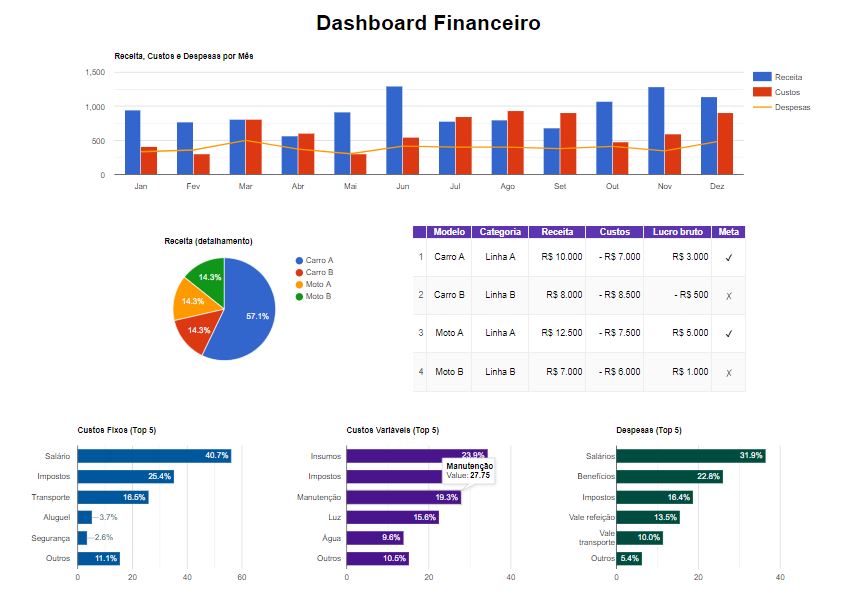 Dashboard Financeiro
Receita, Custos e Despesas por Mês
1,500
1,000
500
0
Jan Fev Mar Abr Mai Jun Jul Ago Set Out Nov Dez
Receita
Custos
Despesas
Receita (detalhamento)
57.1%
14.3%
14.3%
14.3%
Carro A
Carro B
Moto A
Moto B
Modelo Categoria Receita Custos Lucro bruto Meta
1 Carro A Linha A R$ 10.000 - R$ 7.000 R$ 3.000 ✓
2 Carro B Linha B R$ 8.000 - R$ 8.500 - R$ 500 ✗
3 Moto A Linha A R$ 12.500 - R$ 7.500 R$ 5.000 ✓
4 Moto B Linha B R$ 7.000 - R$ 6.000 R$ 1.000 ✗
Custos Fixos (Top 5)
Salário 40.7%
Impostos 25.4%
Transporte 16.5%
Aluguel 3.7%
Segurança 2.6%
Outros 11.1%
0 20 40 60
Custos Variáveis (Top 5)
Insumos 23.9%
Impostos
Manutenção 19.3%
Luz 15.6%
Água 9.6%
Outros 10.5%
0 20 40
Manutenção
Value: 27.75
Despesas (Top 5)
Salários 31.9%
Benefícios 22.8%
Impostos 16.4%
Vale refeição 13.5%
Vale
transporte 10.0%
Outros 5.4%
0 20 40